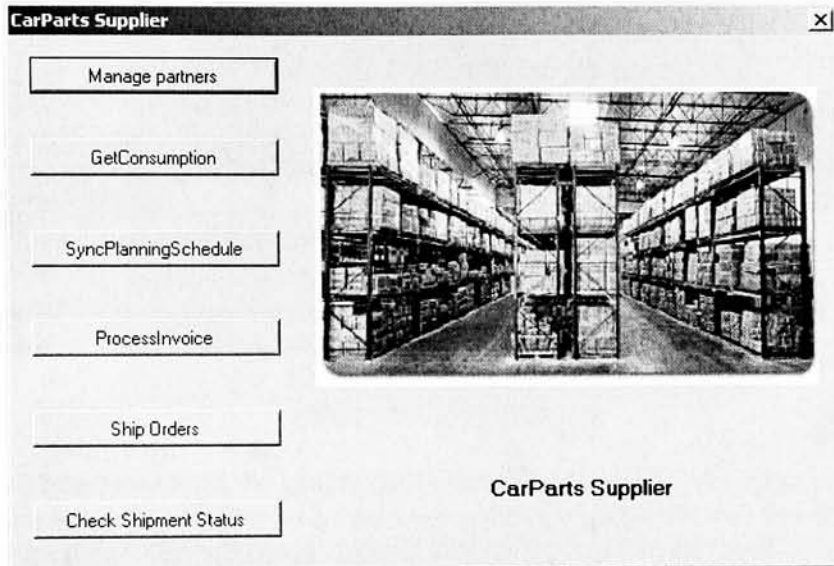 CarParts Supplier
Manage partners
GetConsumption
SyncPlanningSchedule
ProcessInvoice
Ship Orders
Check Shipment Status
CarParts Supplier